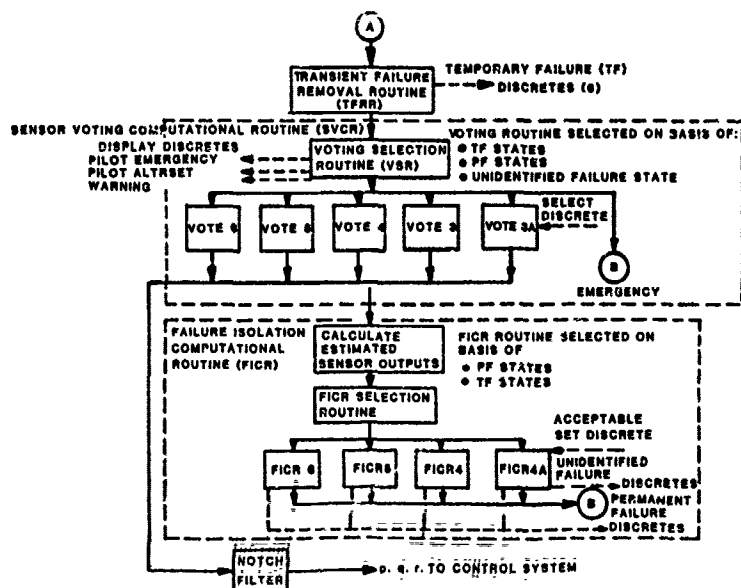 A
TRANSIENT FAILURE
REMOVAL ROUTINE
(TFRR)
TEMPORARY FAILURE (TF)
DISCRETES (6)
SENSOR VOTING COMPUTATIONAL ROUTINE (SVCR)
DISPLAY DISCRETES
PILOT EMERGENCY
PILOT ALTRSET
WARNING
VOTING SELECTION
ROUTINE (VSR)
VOTING ROUTINE SELECTED ON BASIS OF:
● TF STATES
● PF STATES
● UNIDENTIFIED FAILURE STATE
VOTE 6
VOTE 5
VOTE 4
VOTE 3
VOTE 3A
SELECT
DISCRETE
B
EMERGENCY
FAILURE ISOLATION
COMPUTATIONAL
ROUTINE (FICR)
CALCULATE
ESTIMATED
SENSOR OUTPUTS
FICR ROUTINE SELECTED ON
BASIS OF
● PF STATES
● TF STATES
FICR SELECTION
ROUTINE
ACCEPTABLE
SET DISCRETE
FICR 6
FICR5
FICR4
FICR4A
UNIDENTIFIED
FAILURE
DISCRETES
B
PERMANENT
FAILURE
DISCRETES
NOTCH
FILTER
p, q, r, TO CONTROL SYSTEM